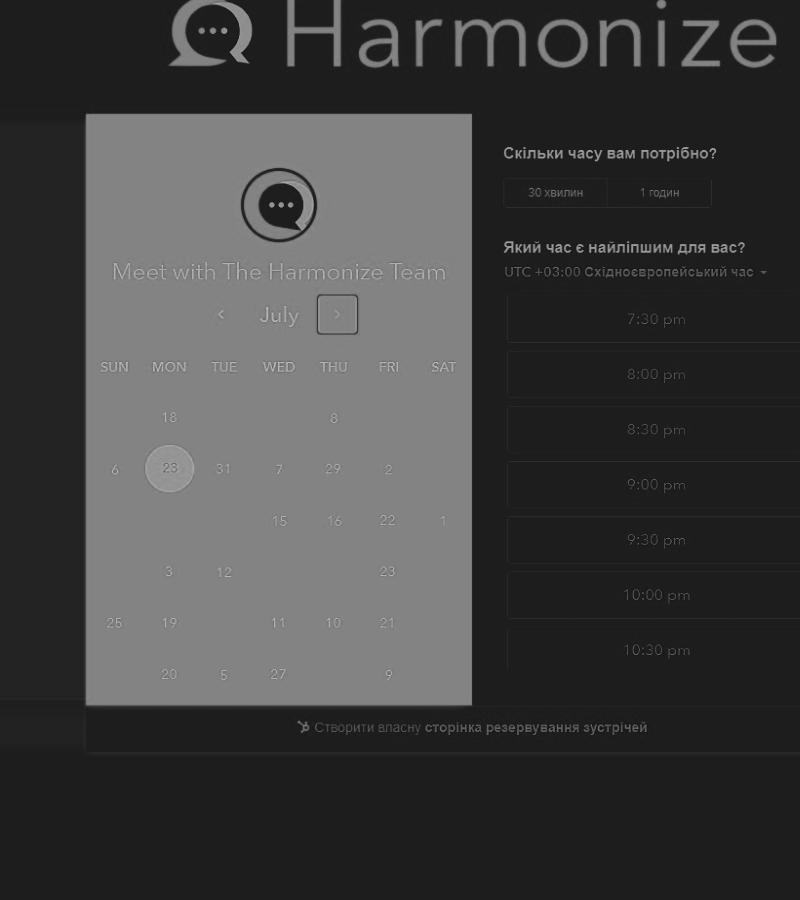 Harmonize
Meet with The Harmonize Team
July
SUN MON TUE WED THU FRI SAT
18 8
6 23 31 7 29 2
15 16 22 1
3 12 23
25 19 11 10 21
20 5 27 9
Скільки часу вам потрібно?
30 хвилин 1 годин
Який час є найліпшим для вас?
UTC +03:00 Східноєвропейський час
7:30 pm
8:00 pm
8:30 pm
9:00 pm
9:30 pm
10:00 pm
10:30 pm
Створити власну сторінка резервування зустрічей